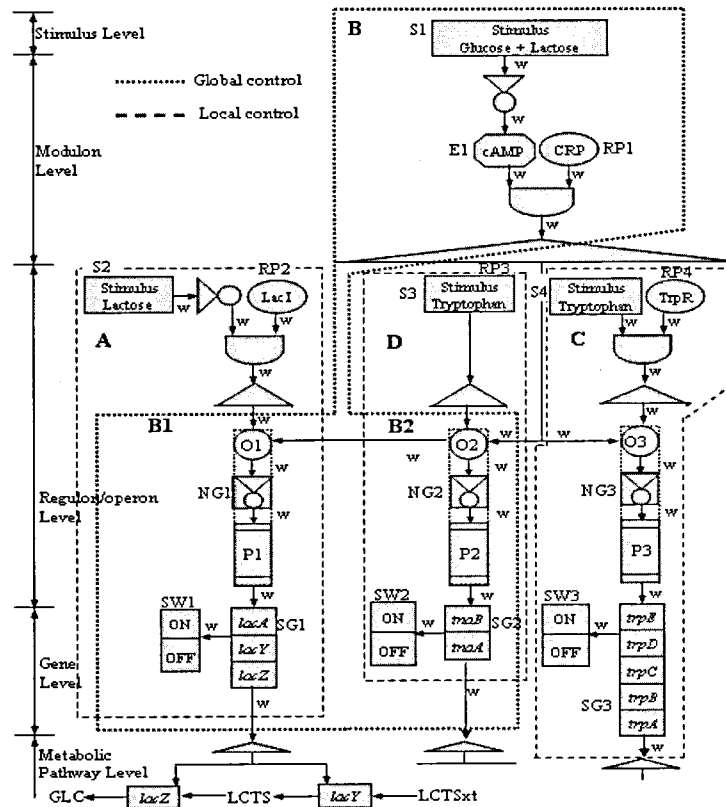 Stimulus Level
B
S1
Stimulus
Glucose + Lactose
w
Global control
Local control
w
Modulon
Level
E1
cAMP
CRP
RP1
w
w
w
S2
RP2
Stimulus
Lactose
w
LacI
w
w
A
w
w
S3
RP3
Stimulus
Tryptophan
D
w
S4
RP4
Stimulus
Tryptophan
TrpR
w
w
C
w
w
B1
B2
O1
w
O2
w
O3
w
w
w
NG1
NG2
NG3
w
w
w
Regulon/operon
Level
P1
P2
P3
w
w
w
SW1
ON
OFF
w
lacA
lacY
lacZ
SG1
SW2
ON
OFF
w
tnaB
tnaA
SG2
SW3
ON
OFF
w
trpE
trpD
trpC
trpB
trpA
SG3
Gene
Level
w
w
w
Metabolic
Pathway Level
GLC
lacZ
LCTS
lacY
LCTSxt